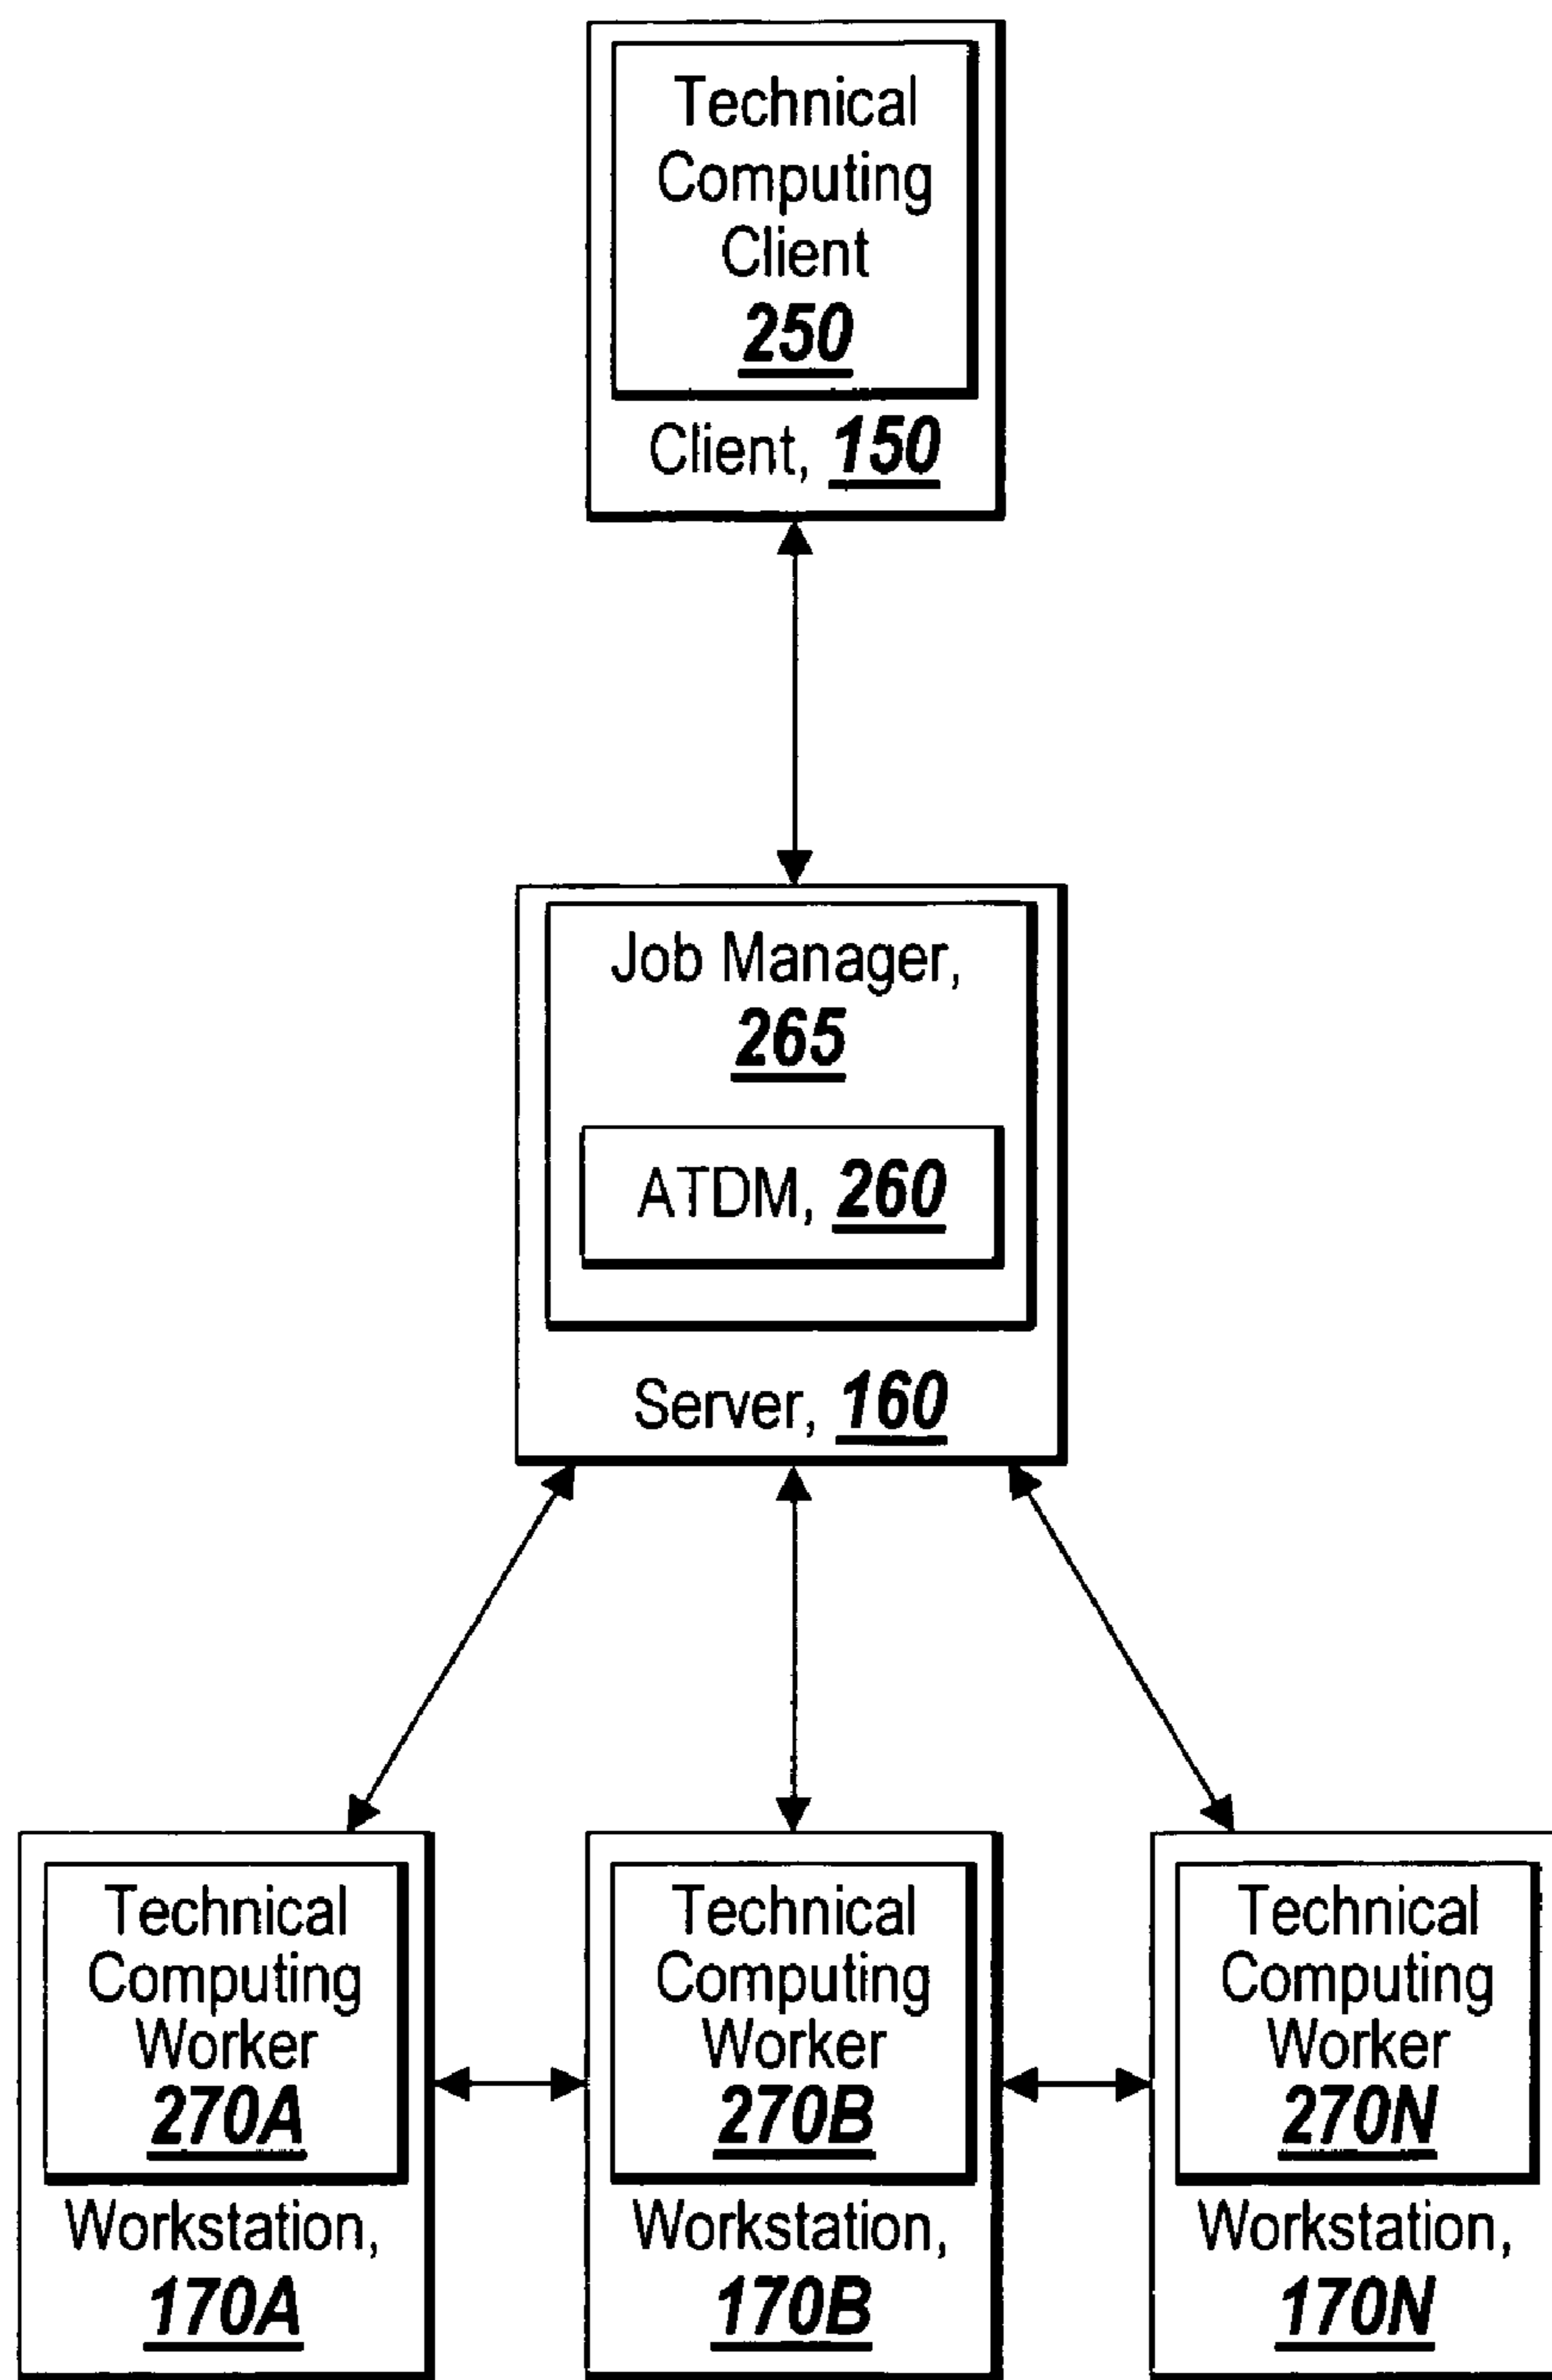 Technical
Computing
Client
250
Client, 150
Job Manager,
265
ATDM, 260
Server, 160
Technical
Computing
Worker
270A
Workstation,
170A
Technical
Computing
Worker
270B
Workstation,
170B
Technical
Computing
Worker
270N
Workstation,
170N